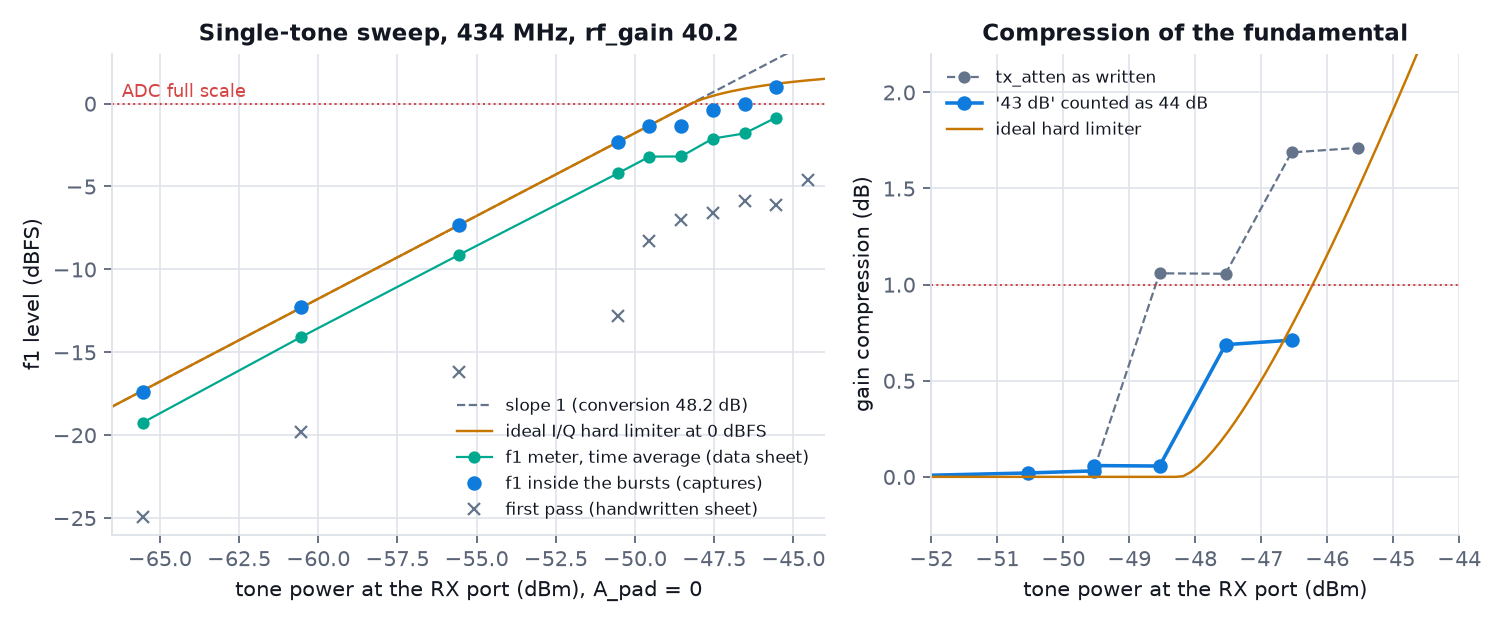 Single-tone sweep, 434 MHz, rf_gain 40.2
ADC full scale
f1 level (dBFS)
0
−5
−10
−15
−20
−25
slope 1 (conversion 48.2 dB)
ideal I/Q hard limiter at 0 dBFS
f1 meter, time average (data sheet)
f1 inside the bursts (captures)
first pass (handwritten sheet)
−65.0 −62.5 −60.0 −57.5 −55.0 −52.5 −50.0 −47.5 −45.0
tone power at the RX port (dBm), A_pad = 0
Compression of the fundamental
tx_atten as written
'43 dB' counted as 44 dB
ideal hard limiter
gain compression (dB)
2.0
1.5
1.0
0.5
0.0
−52 −51 −50 −49 −48 −47 −46 −45 −44
tone power at the RX port (dBm)